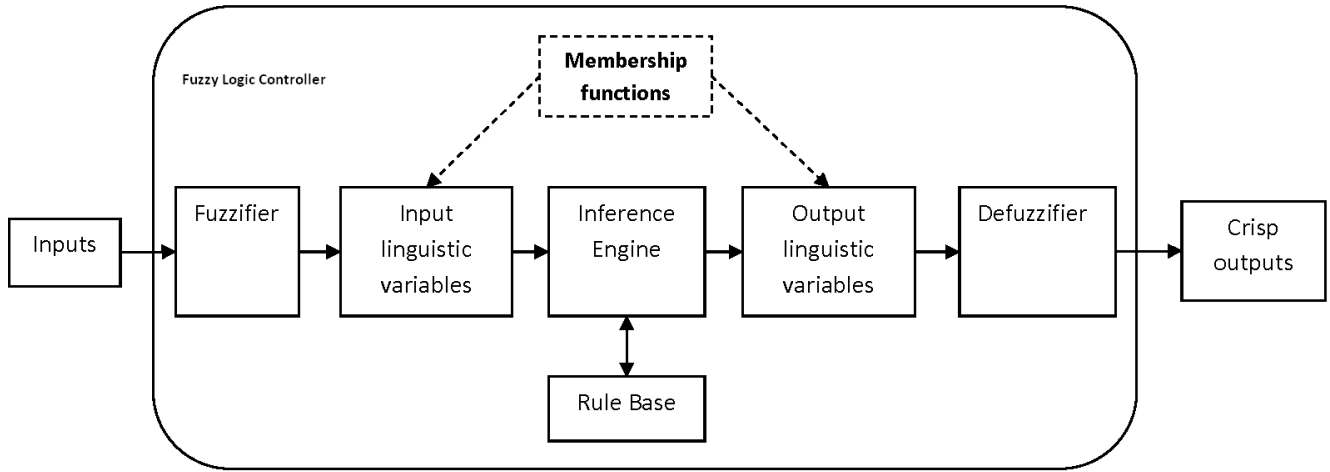 Fuzzy Logic Controller
Membership
functions
Inputs
Fuzzifier
Input
linguistic
variables
Inference
Engine
Output
linguistic
variables
Defuzzifier
Crisp
outputs
Rule Base